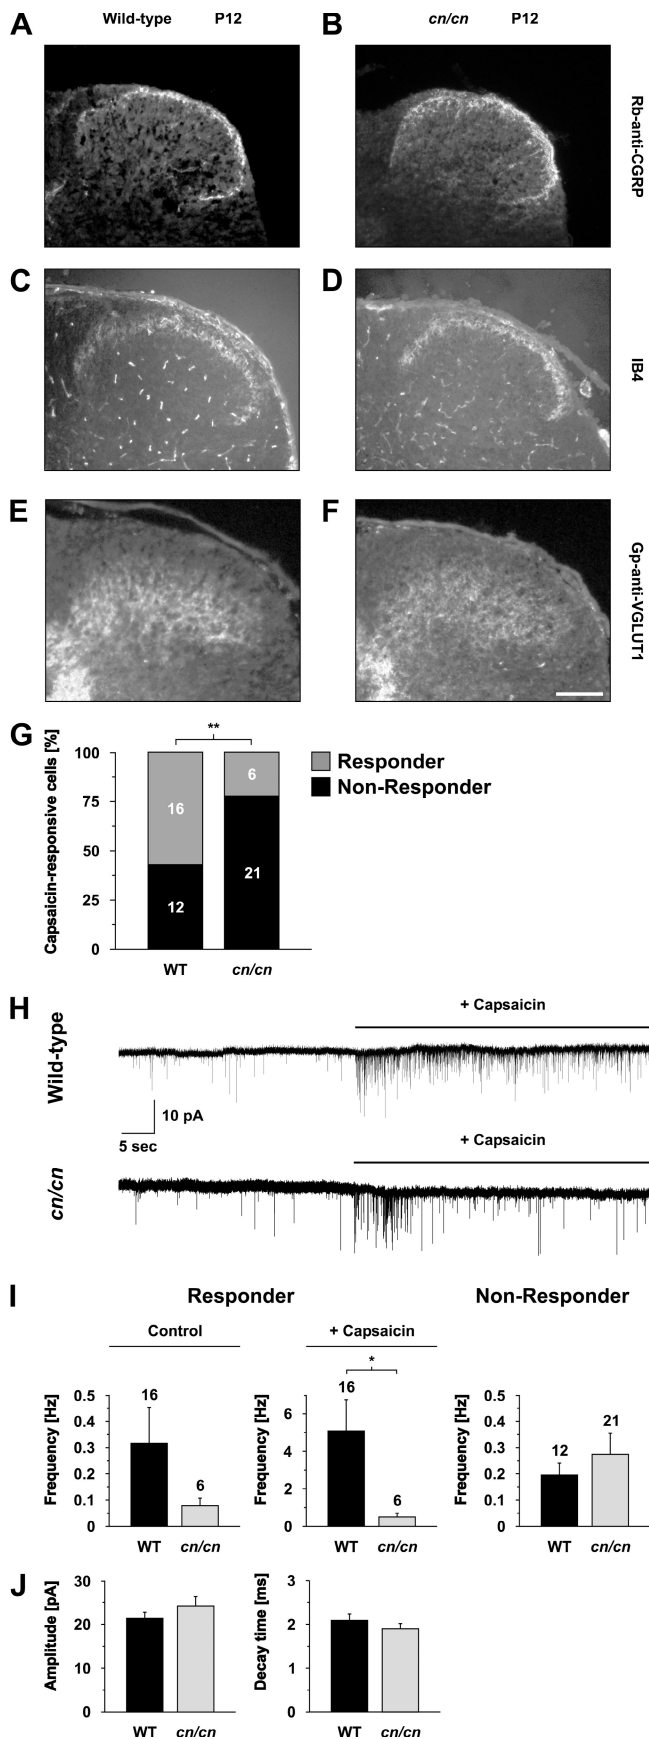 A Wild-type P12 B cn/cn P12
Rb-anti-CGRP
C D
IB4
E F
Gp-anti-VGLUT1
G
**
Capsaicin-responsive cells [%]
100
75
50
25
0
16
12
6
21
WT cn/cn
Responder
Non-Responder
H
Wild-type
+ Capsaicin
10 pA
5 sec
cn/cn
+ Capsaicin
I Responder Non-Responder
Control + Capsaicin
Frequency [Hz]
0.5
0.4
0.3
0.2
0.1
0
16
6
WT cn/cn
Frequency [Hz]
6
4
2
0
*
16
6
WT cn/cn
Frequency [Hz]
0.5
0.4
0.3
0.2
0.1
0
12
21
WT cn/cn
J
Amplitude [pA]
30
20
10
0
WT cn/cn
Decay time [ms]
3
2
1
0
WT cn/cn